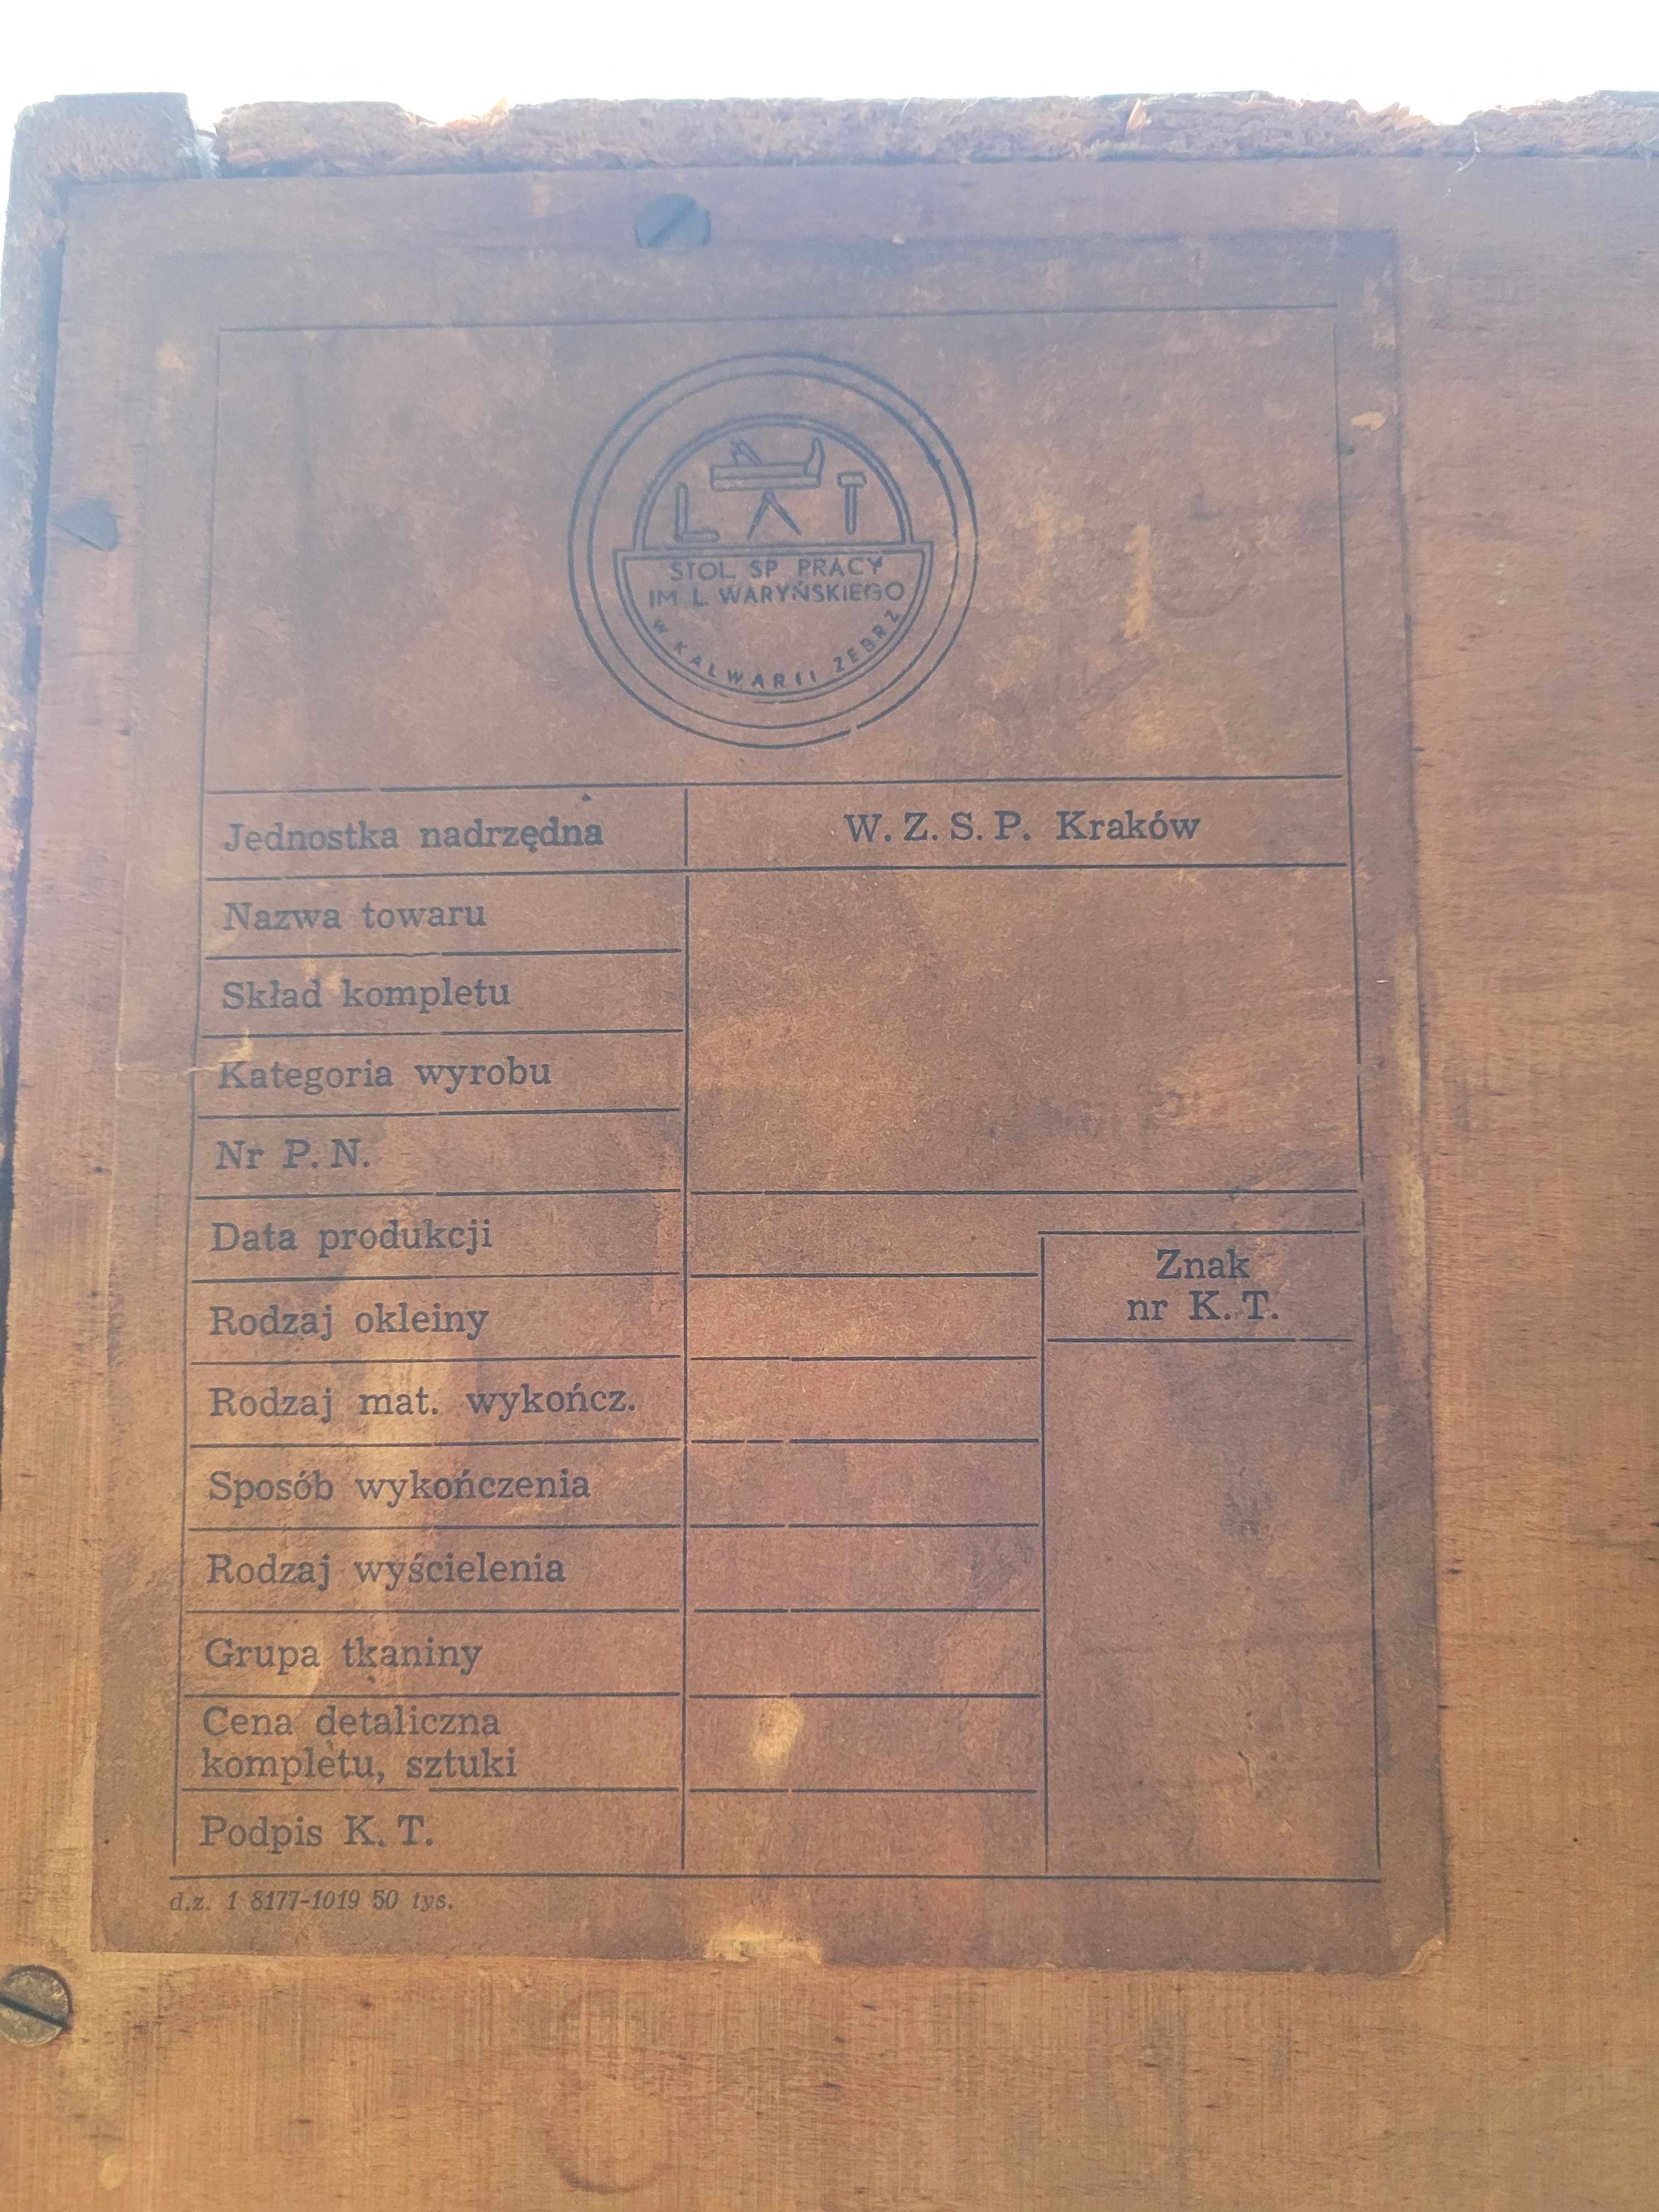 STOL. SP. PRACY
IM L. WARYŃSKIEGO
W KALWARII ZEBRZ
Jednostka nadrzędna W. Z. S. P. Kraków
Nazwa towaru
Skład kompletu
Kategoria wyrobu
Nr P. N.
Data produkcji
Znak
nr K. T.
Rodzaj okleiny
Rodzaj mat. wykończ.
Sposób wykończenia
Rodzaj wyścielenia
Grupa tkaniny
Cena detaliczna
kompletu, sztuki
Podpis K. T.
d.z. 1 8177-1019 50 tys.